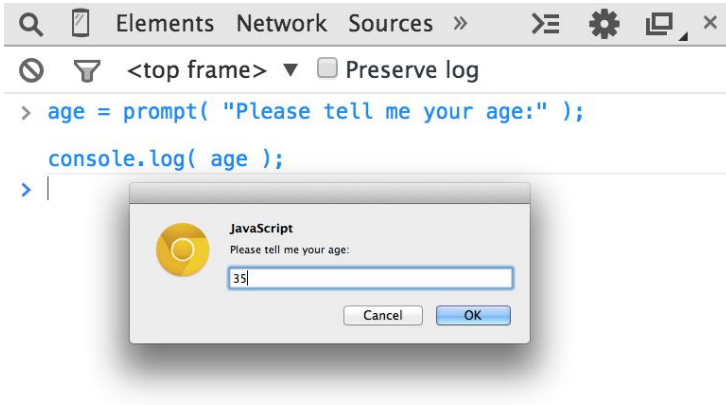 Elements Network Sources »
<top frame> ▼ Preserve log
> age = prompt( "Please tell me your age:" );
console.log( age );
>
JavaScript
Please tell me your age:
35
Cancel OK